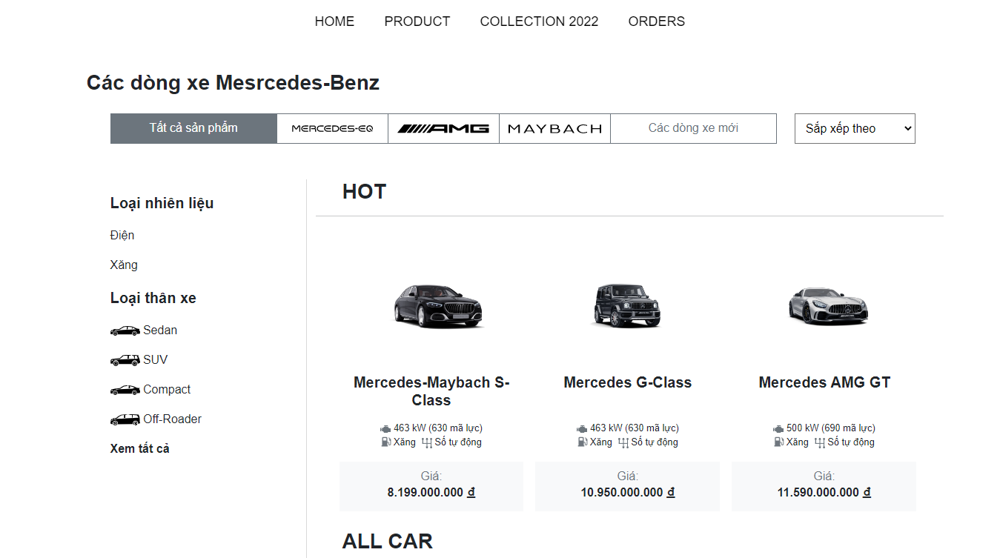 HOME PRODUCT COLLECTION 2022 ORDERS
Các dòng xe Mesrcedes-Benz
Tất cả sản phẩm MERCEDES-EQ AMG MAYBACH Các dòng xe mới Sắp xếp theo
Loại nhiên liệu
Điện
Xăng
Loại thân xe
Sedan
SUV
Compact
Off-Roader
Xem tất cả
HOT
Mercedes-Maybach S-
Class
463 kW (630 mã lực)
Xăng Số tự động
Giá:
8.199.000.000 đ
Mercedes G-Class
463 kW (630 mã lực)
Xăng Số tự động
Giá:
10.950.000.000 đ
Mercedes AMG GT
500 kW (690 mã lực)
Xăng Số tự động
Giá:
11.590.000.000 đ
ALL CAR